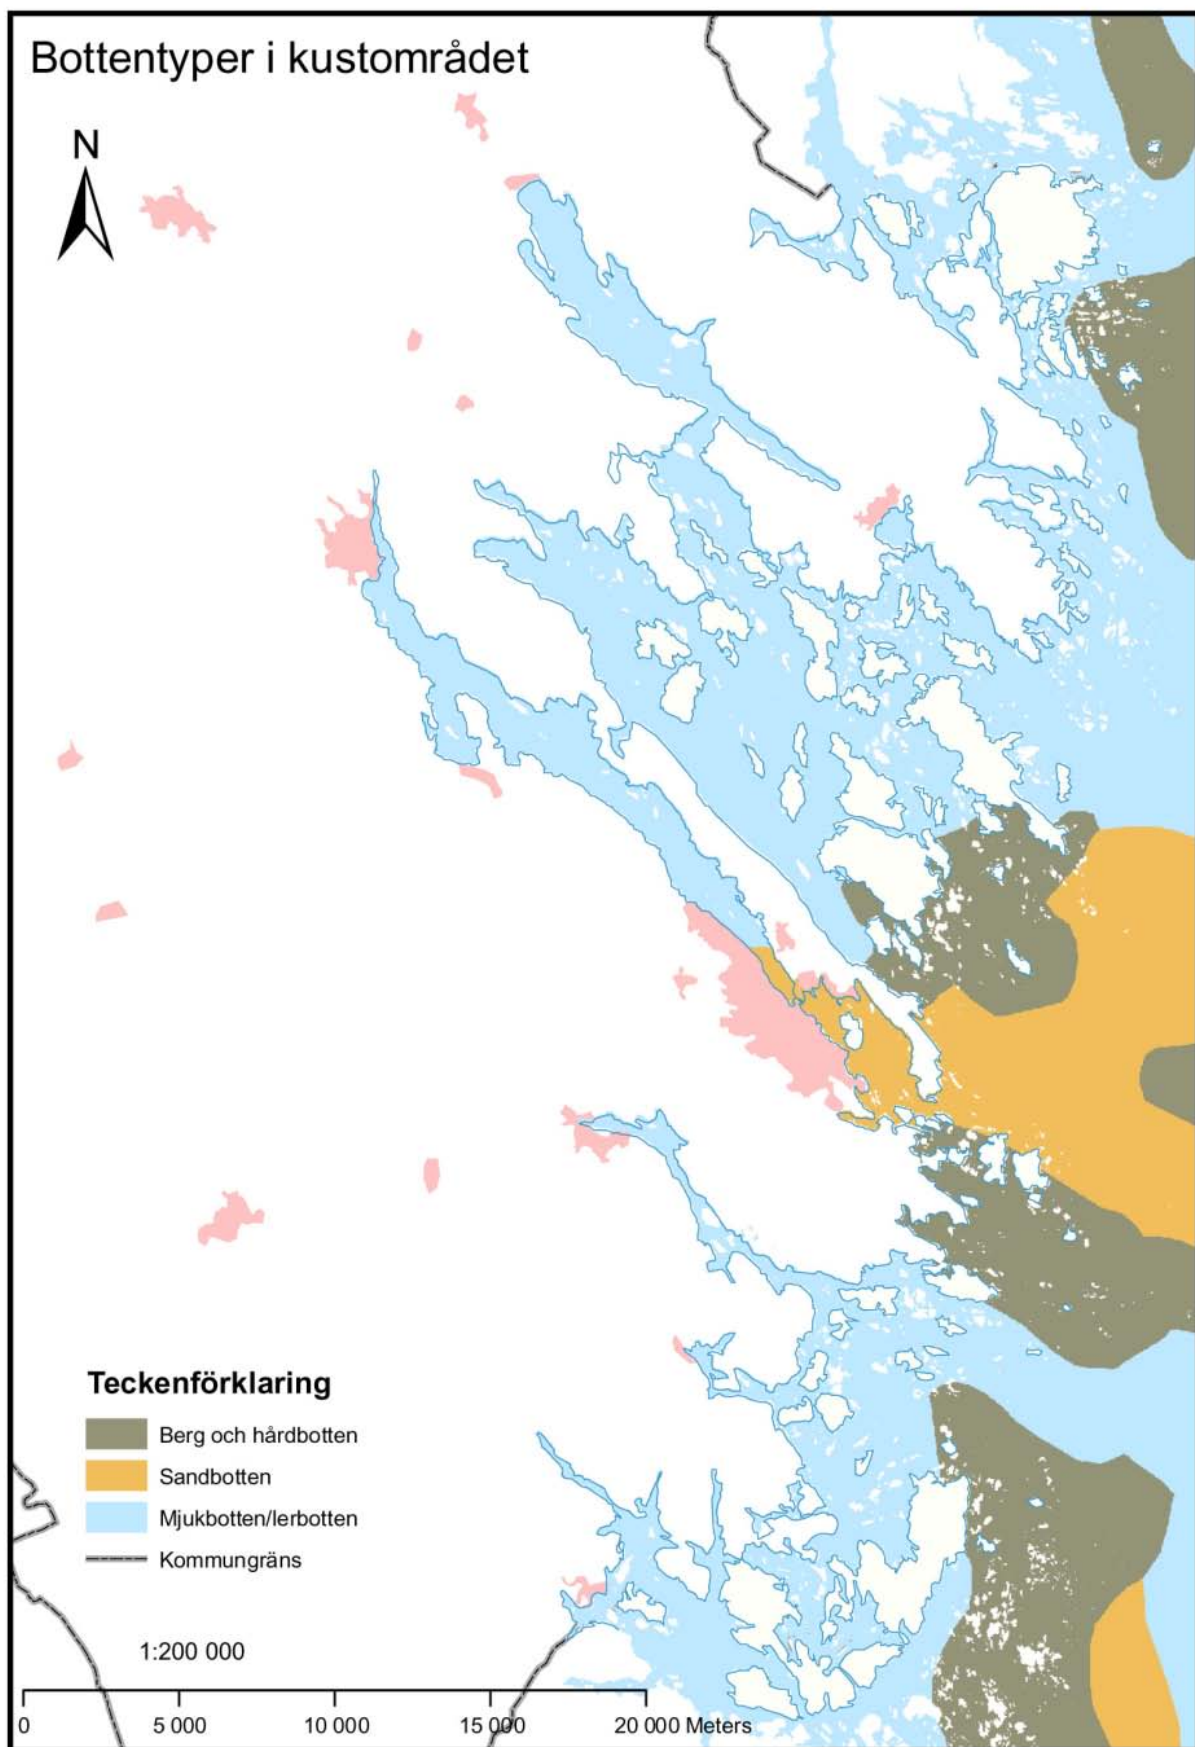 Bottentyper i kustområdet
N
Teckenförklaring
Berg och hårdbotten
Sandbotten
Mjukbotten/lerbotten
Kommungräns
1:200 000
0 5 000 10 000 15 000 20 000 Meters